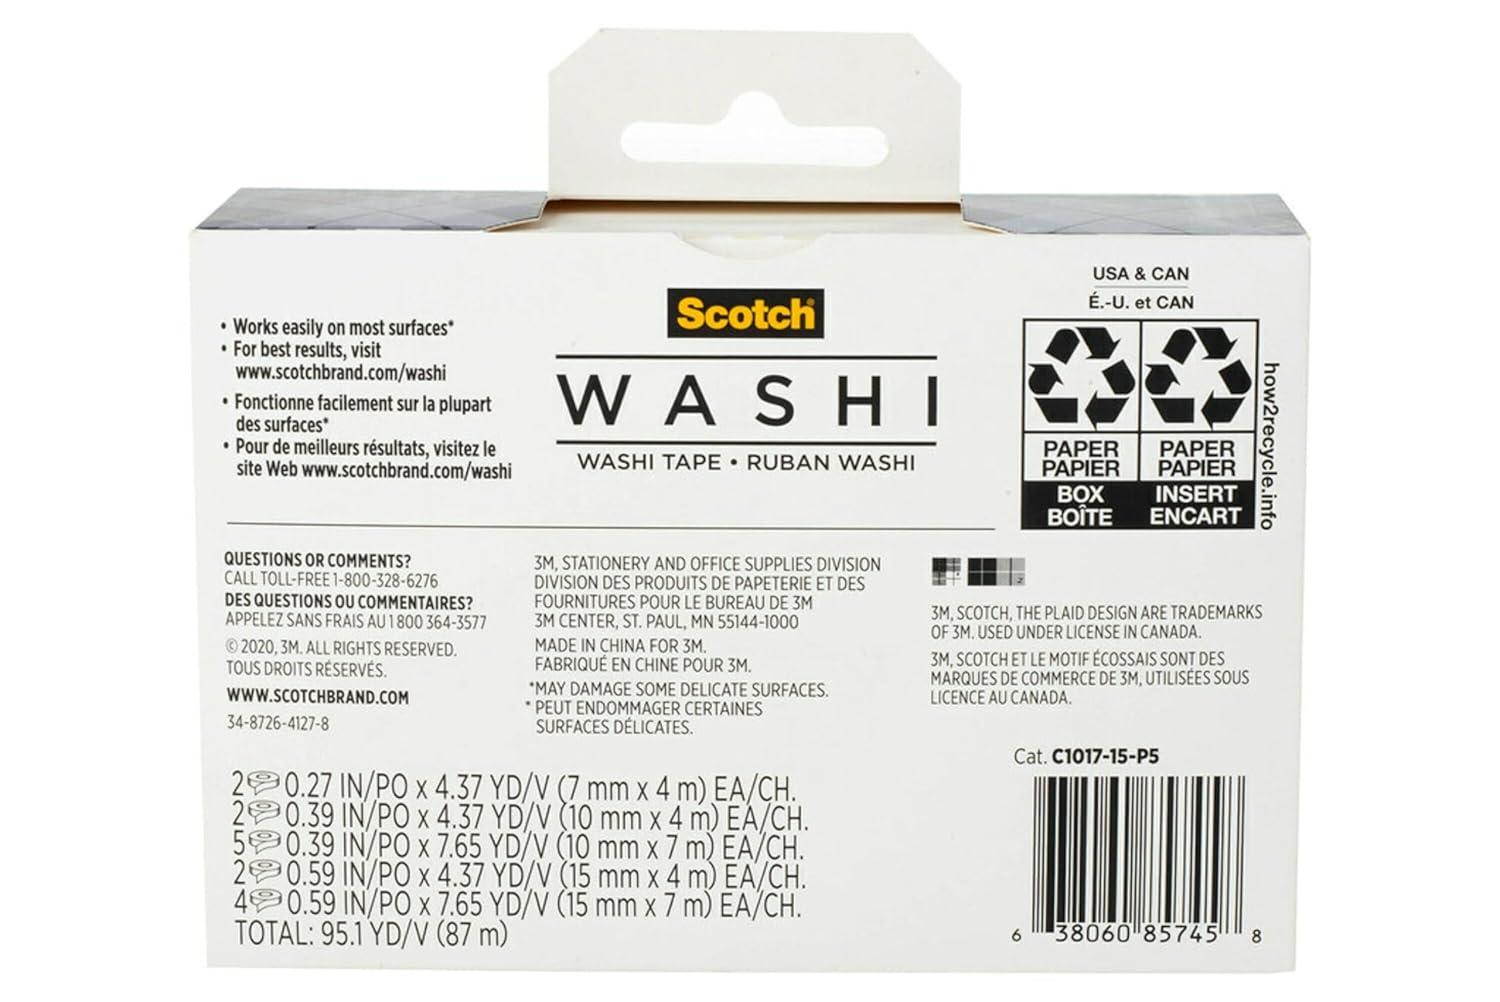 Scotch®
WASHI
WASHI TAPE • RUBAN WASHI
• Works easily on most surfaces*
• For best results, visit
www.scotchbrand.com/washi
• Fonctionne facilement sur la plupart
des surfaces*
• Pour de meilleurs résultats, visitez le
site Web www.scotchbrand.com/washi
USA & CAN
É.-U. et CAN
PAPER PAPER
PAPIER PAPIER
BOX INSERT
BOÎTE ENCART
how2recycle.info
QUESTIONS OR COMMENTS?
CALL TOLL-FREE 1-800-328-6276
DES QUESTIONS OU COMMENTAIRES?
APPELEZ SANS FRAIS AU 1 800 364-3577
© 2020, 3M. ALL RIGHTS RESERVED.
TOUS DROITS RÉSERVÉS.
WWW.SCOTCHBRAND.COM
34-8726-4127-8
3M, STATIONERY AND OFFICE SUPPLIES DIVISION
DIVISION DES PRODUITS DE PAPETERIE ET DES
FOURNITURES POUR LE BUREAU DE 3M
3M CENTER, ST. PAUL, MN 55144-1000
MADE IN CHINA FOR 3M.
FABRIQUÉ EN CHINE POUR 3M.
*MAY DAMAGE SOME DELICATE SURFACES.
* PEUT ENDOMMAGER CERTAINES
SURFACES DÉLICATES.
3M, SCOTCH, THE PLAID DESIGN ARE TRADEMARKS
OF 3M. USED UNDER LICENSE IN CANADA.
3M, SCOTCH ET LE MOTIF ÉCOSSAIS SONT DES
MARQUES DE COMMERCE DE 3M, UTILISÉES SOUS
LICENCE AU CANADA.
2 0.27 IN/PO x 4.37 YD/V (7 mm x 4 m) EA/CH.
2 0.39 IN/PO x 4.37 YD/V (10 mm x 4 m) EA/CH.
5 0.39 IN/PO x 7.65 YD/V (10 mm x 7 m) EA/CH.
2 0.59 IN/PO x 4.37 YD/V (15 mm x 4 m) EA/CH.
4 0.59 IN/PO x 7.65 YD/V (15 mm x 7 m) EA/CH.
TOTAL: 95.1 YD/V (87 m)
Cat. C1017-15-P5
6 38060 85745 8